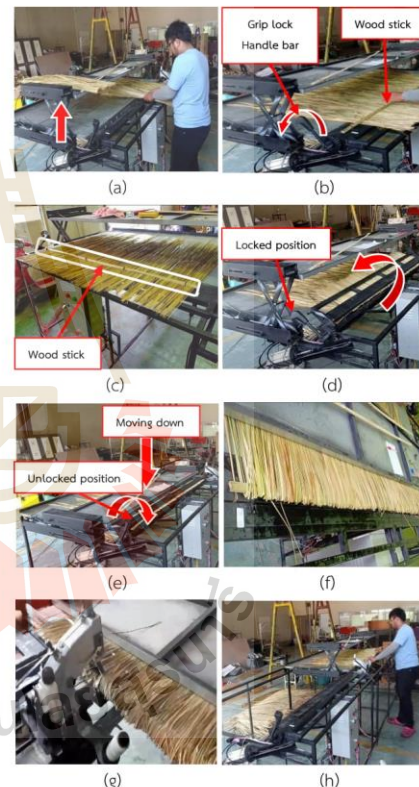 (a)
Grip lock
Handle bar
Wood stick
(b)
Wood stick
(c)
Locked position
(d)
Moving down
Unlocked position
(e)
(f)
(g)
(h)